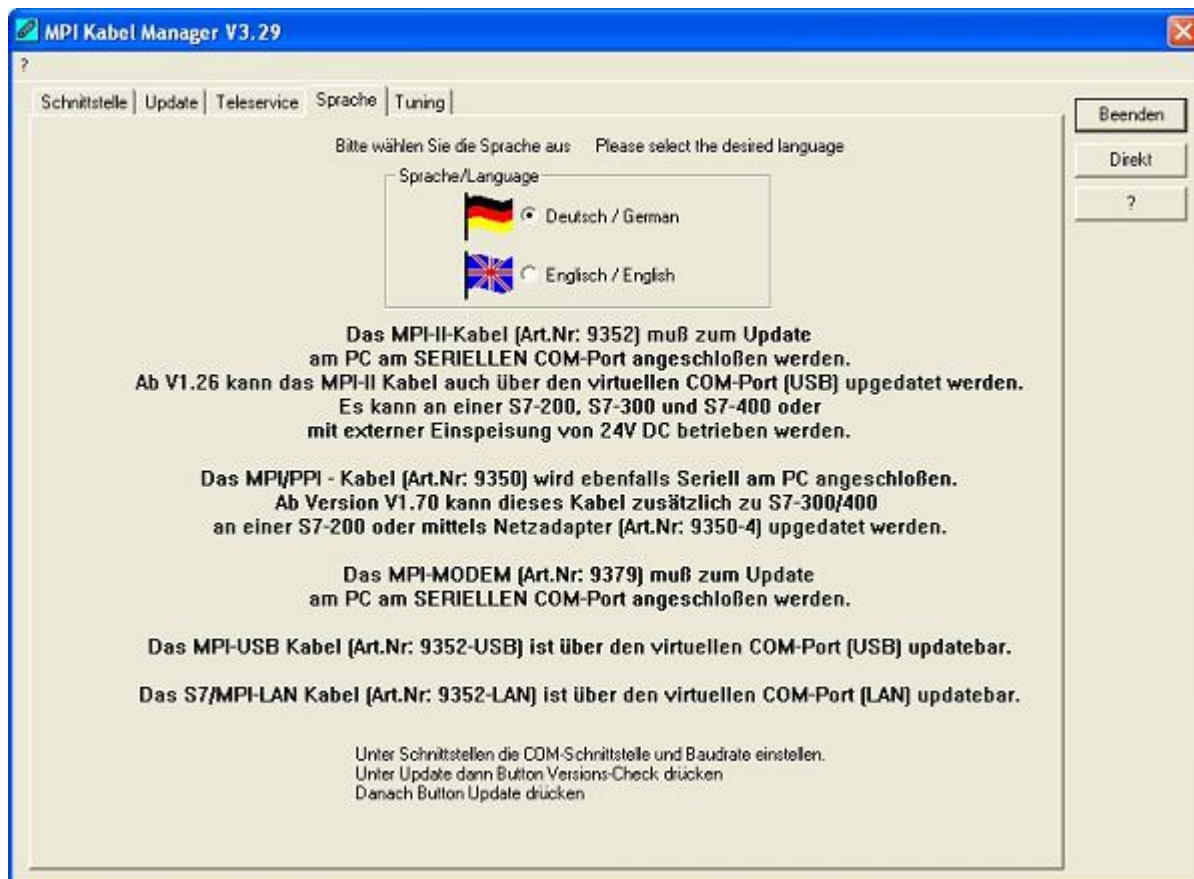 MPI Kabel Manager V3.29
?
Schnittstelle Update Teleservice Sprache Tuning
Beenden
Direkt
?
Bitte wählen Sie die Sprache aus Please select the desired language
Sprache/Language
Deutsch / German
Englisch / English
Das MPI-II-Kabel (Art.Nr: 9352) muß zum Update
am PC am SERIELLEN COM-Port angeschloßen werden.
Ab V1.26 kann das MPI-II Kabel auch über den virtuellen COM-Port (USB) upgedatet werden.
Es kann an einer S7-200, S7-300 und S7-400 oder
mit externer Einspeisung von 24V DC betrieben werden.
Das MPI/PPI - Kabel (Art.Nr: 9350) wird ebenfalls Seriell am PC angeschloßen.
Ab Version V1.70 kann dieses Kabel zusätzlich zu S7-300/400
an einer S7-200 oder mittels Netzadapter (Art.Nr: 9350-4) upgedatet werden.
Das MPI-MODEM (Art.Nr: 9379) muß zum Update
am PC am SERIELLEN COM-Port angeschloßen werden.
Das MPI-USB Kabel (Art.Nr: 9352-USB) ist über den virtuellen COM-Port (USB) updatebar.
Das S7/MPI-LAN Kabel (Art.Nr: 9352-LAN) ist über den virtuellen COM-Port (LAN) updatebar.
Unter Schnittstellen die COM-Schnittstelle und Baudrate einstellen.
Unter Update dann Button Versions-Check drücken
Danach Button Update drücken